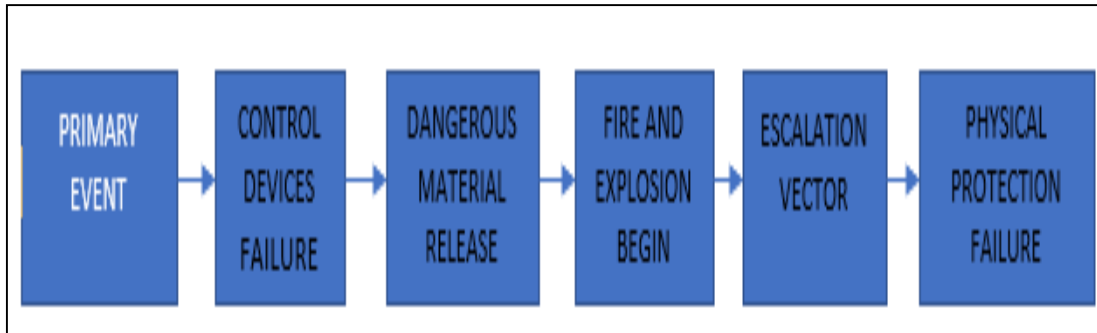 PRIMARY
EVENT
CONTROL
DEVICES
FAILURE
DANGEROUS
MATERIAL
RELEASE
FIRE AND
EXPLOSION
BEGIN
ESCALATION
VECTOR
PHYSICAL
PROTECTION
FAILURE